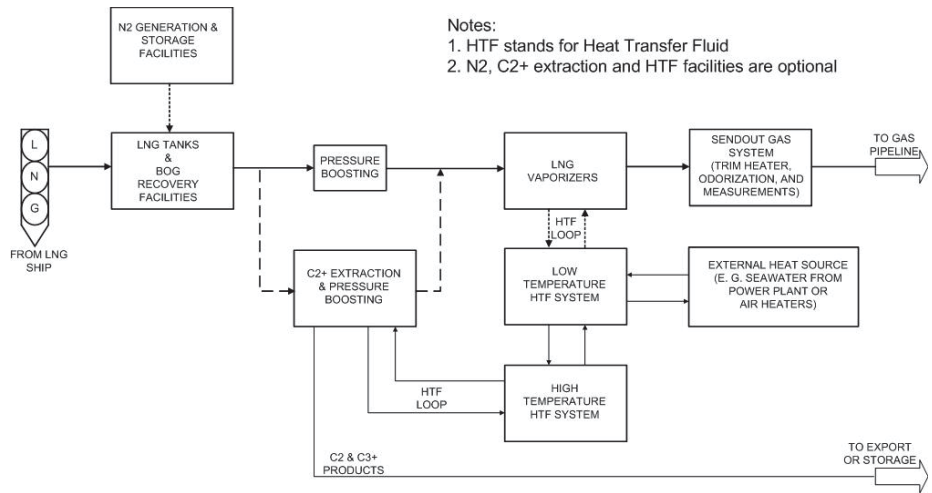 N2 GENERATION &
STORAGE
FACILITIES
Notes:
1. HTF stands for Heat Transfer Fluid
2. N2, C2+ extraction and HTF facilities are optional
L
N
G
FROM LNG
SHIP
LNG TANKS
&
BOG
RECOVERY
FACILITIES
PRESSURE
BOOSTING
LNG
VAPORIZERS
SENDOUT GAS
SYSTEM
(TRIM HEATER,
ODORIZATION, AND
MEASUREMENTS)
TO GAS
PIPELINE
HTF
LOOP
C2+ EXTRACTION
& PRESSURE
BOOSTING
LOW
TEMPERATURE
HTF SYSTEM
EXTERNAL HEAT SOURCE
(E. G. SEAWATER FROM
POWER PLANT OR
AIR HEATERS)
HTF
LOOP
HIGH
TEMPERATURE
HTF SYSTEM
C2 & C3+
PRODUCTS
TO EXPORT
OR STORAGE